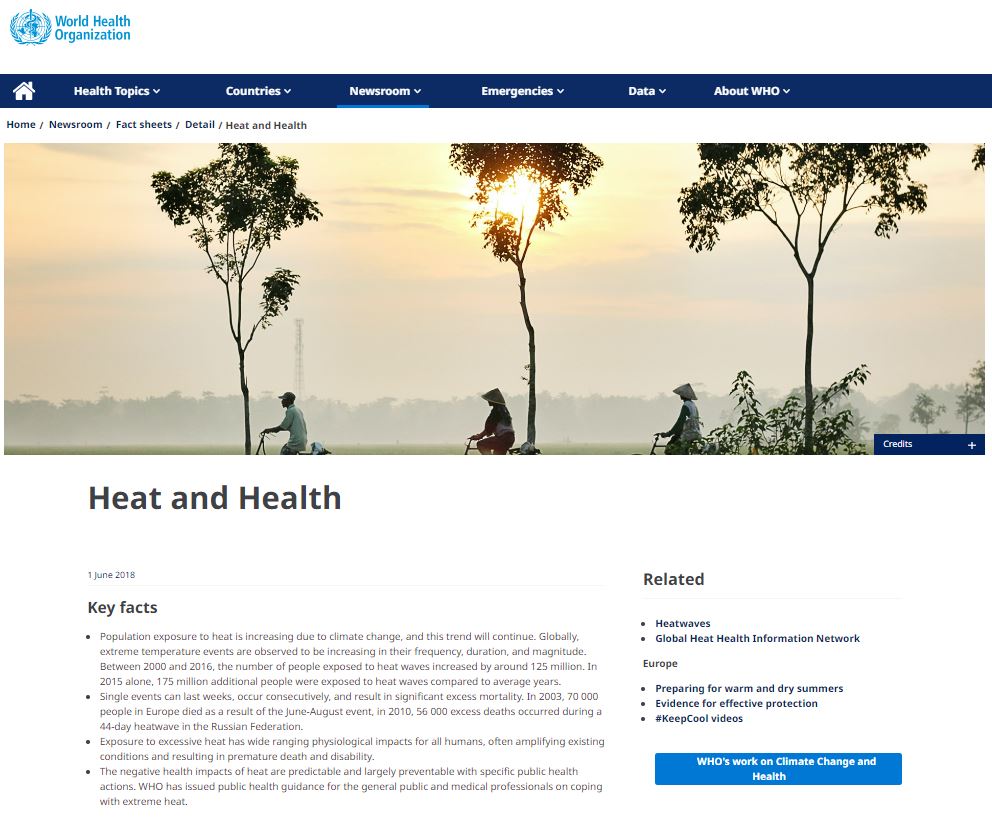 World Health
Organization
Health Topics
Countries
Newsroom
Emergencies
Data
About WHO
Home / Newsroom / Fact sheets / Detail / Heat and Health
Credits +
Heat and Health
1 June 2018
Key facts
Population exposure to heat is increasing due to climate change, and this trend will continue. Globally,
extreme temperature events are observed to be increasing in their frequency, duration, and magnitude.
Between 2000 and 2016, the number of people exposed to heat waves increased by around 125 million. In
2015 alone, 175 million additional people were exposed to heat waves compared to average years.
Single events can last weeks, occur consecutively, and result in significant excess mortality. In 2003, 70 000
people in Europe died as a result of the June-August event, in 2010, 56 000 excess deaths occurred during a
44-day heatwave in the Russian Federation.
Exposure to excessive heat has wide ranging physiological impacts for all humans, often amplifying existing
conditions and resulting in premature death and disability.
The negative health impacts of heat are predictable and largely preventable with specific public health
actions. WHO has issued public health guidance for the general public and medical professionals on coping
with extreme heat.
Related
Heatwaves
Global Heat Health Information Network
Europe
Preparing for warm and dry summers
Evidence for effective protection
#KeepCool videos
WHO's work on Climate Change and
Health